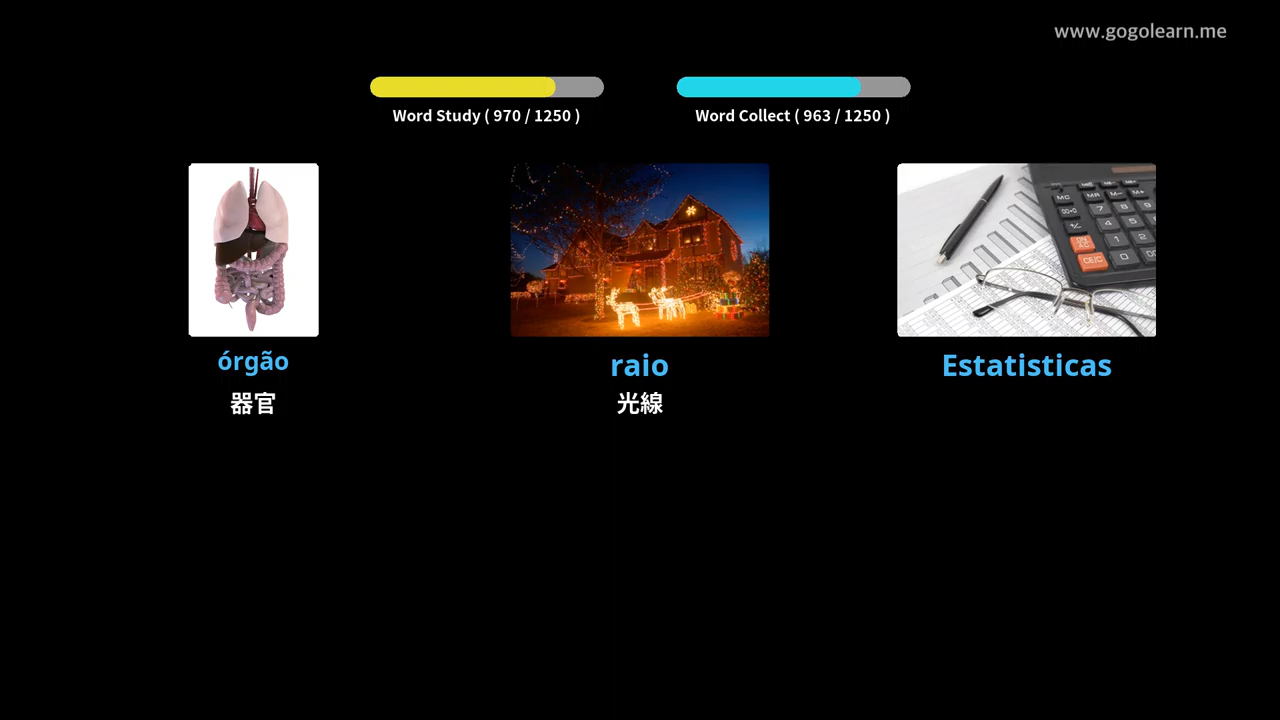 www.gogolearn.me
Word Study ( 970 / 1250 )
Word Collect ( 963 / 1250 )
órgão
raio
Estatisticas
器官
光線